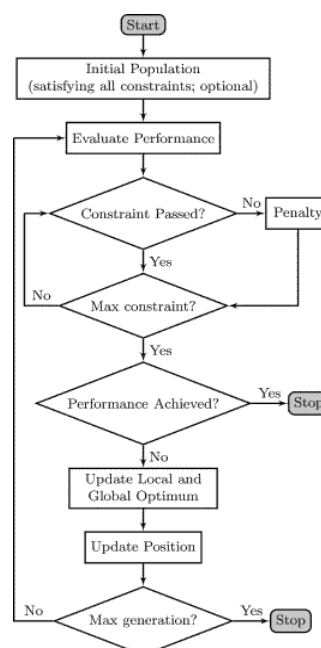 Start
Initial Population
(satisfying all constraints; optional)
Evaluate Performance
Constraint Passed?
No
Penalty
Yes
No
Max constraint?
Yes
Performance Achieved?
Yes
Stop
No
Update Local and
Global Optimum
Update Position
No
Max generation?
Yes
Stop